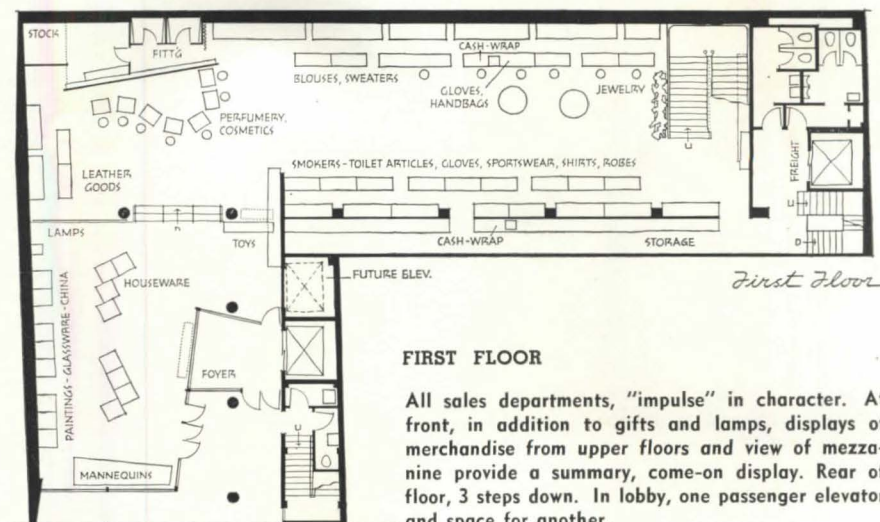 STOCK
FITTG
CASH-WRAP
BLOUSES, SWEATERS
GLOVES,
HANDBAGS
JEWELRY
PERFUMERY,
COSMETICS
LEATHER
GOODS
SMOKERS-TOILET ARTICLES, GLOVES, SPORTSWEAR, SHIRTS, ROBES
FREIGHT
U
U
D
LAMPS
TOYS
CASH-WRAP
STORAGE
HOUSEWARE
FUTURE ELEV.
First Floor
PAINTINGS-GLASSWARE-CHINA
FOYER
U
MANNEQUINS
FIRST FLOOR
All sales departments, "impulse" in character. At
front, in addition to gifts and lamps, displays of
merchandise from upper floors and view of mezza-
nine provide a summary, come-on display. Rear of
floor, 3 steps down. In lobby, one passenger elevator
and space for another.